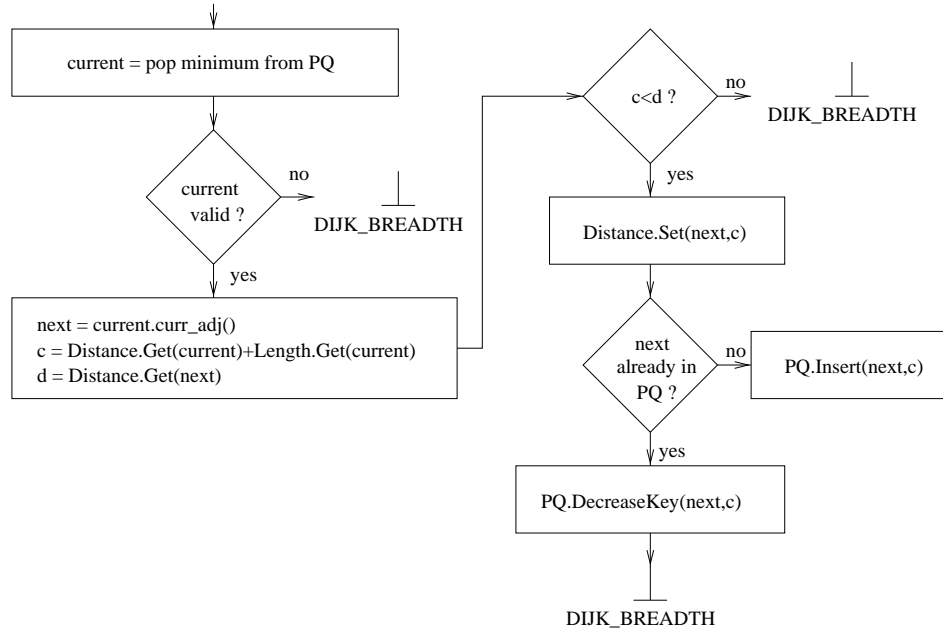 current = pop minimum from PQ
current
valid ?
no
DIJK_BREADTH
yes
next = current.curr_adj()
c = Distance.Get(current)+Length.Get(current)
d = Distance.Get(next)
c<d ?
no
DIJK_BREADTH
yes
Distance.Set(next,c)
next
already in
PQ ?
no
PQ.Insert(next,c)
yes
PQ.DecreaseKey(next,c)
DIJK_BREADTH